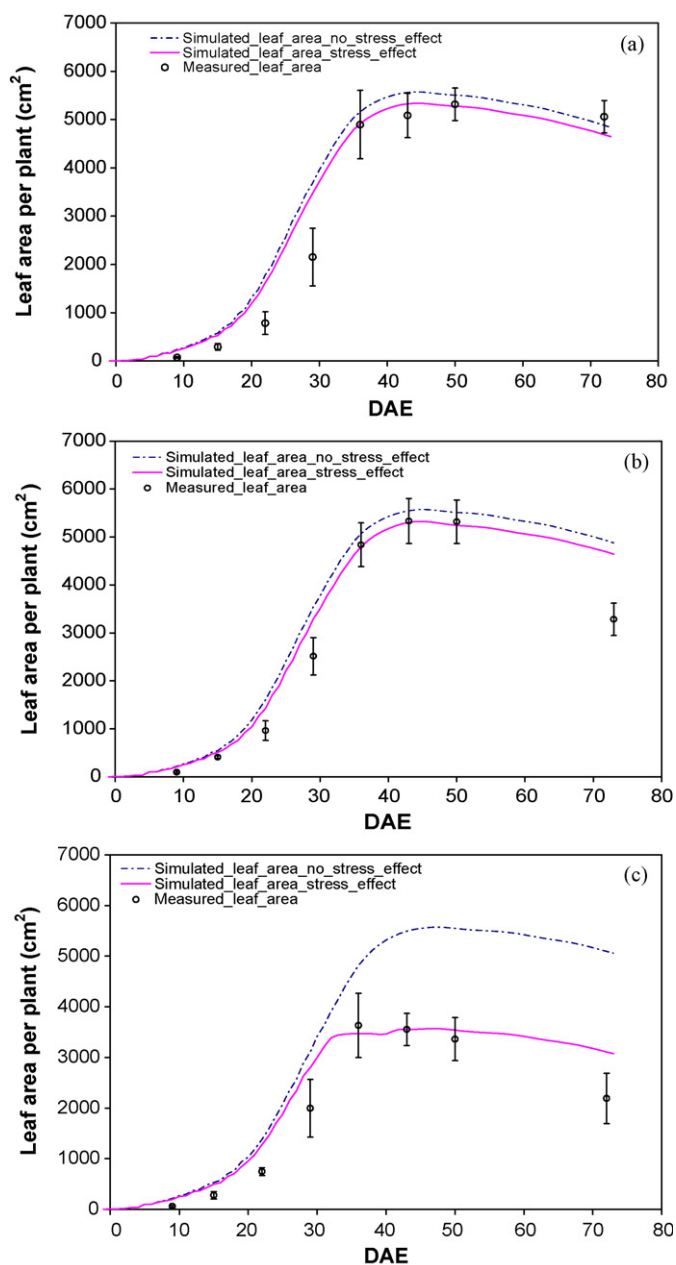 7000
6000
5000
4000
3000
2000
1000
0
Leaf area per plant (cm²)
Simulated_leaf_area_no_stress_effect
Simulated_leaf_area_stress_effect
Measured_leaf_area
(a)
0 10 20 30 40 50 60 70 80
DAE
7000
6000
5000
4000
3000
2000
1000
0
Leaf area per plant (cm²)
Simulated_leaf_area_no_stress_effect
Simulated_leaf_area_stress_effect
Measured_leaf_area
(b)
0 10 20 30 40 50 60 70 80
DAE
7000
6000
5000
4000
3000
2000
1000
0
Leaf area per plant (cm²)
Simulated_leaf_area_no_stress_effect
Simulated_leaf_area_stress_effect
Measured_leaf_area
(c)
0 10 20 30 40 50 60 70 80
DAE